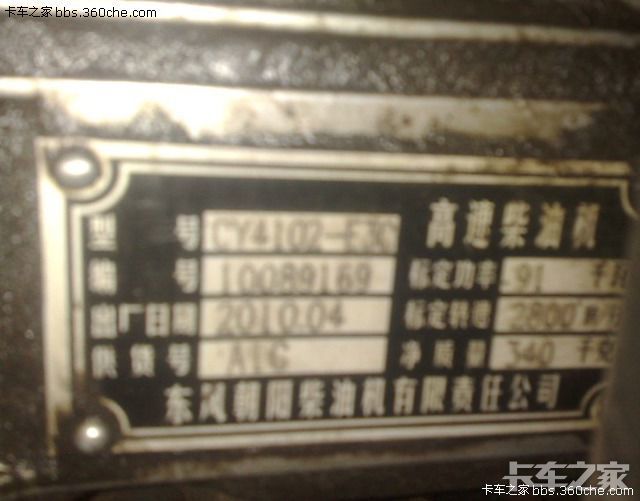 卡车之家 bbs.360che.com
高速柴油机
型 号 CY4102-E3C
编 号 10089169 标定功率 91 千瓦
出厂日期 2010.04 标定转速 2800
供货号 A1G 净质量 340 千克
东风朝阳柴油机有限责任公司
卡车之家
卡车之家 bbs.360che.com